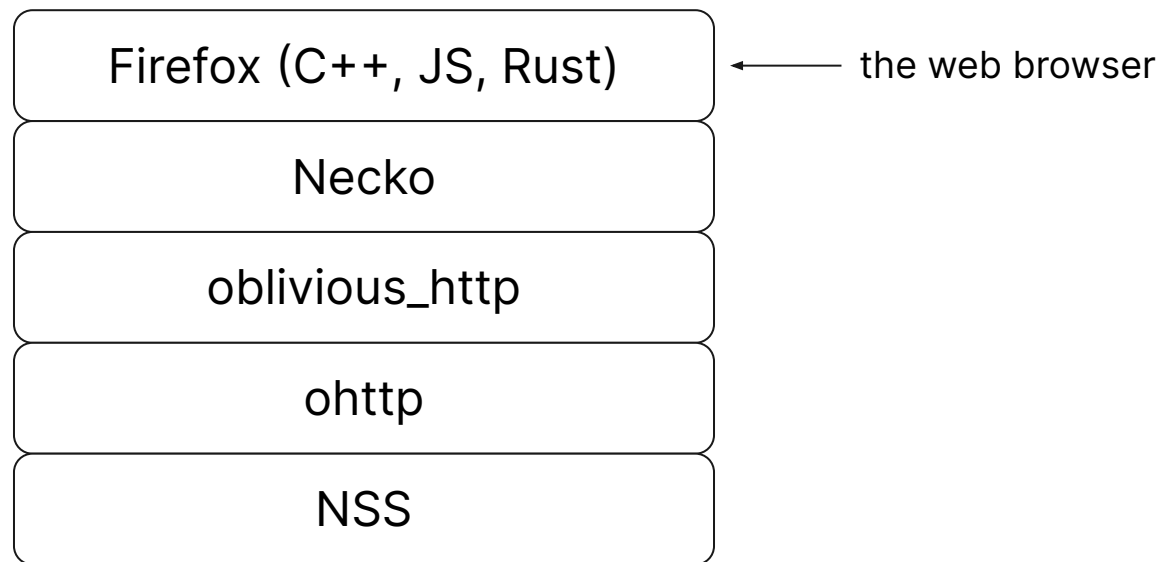 Firefox (C++, JS, Rust)
the web browser
Necko
oblivious_http
ohttp
NSS